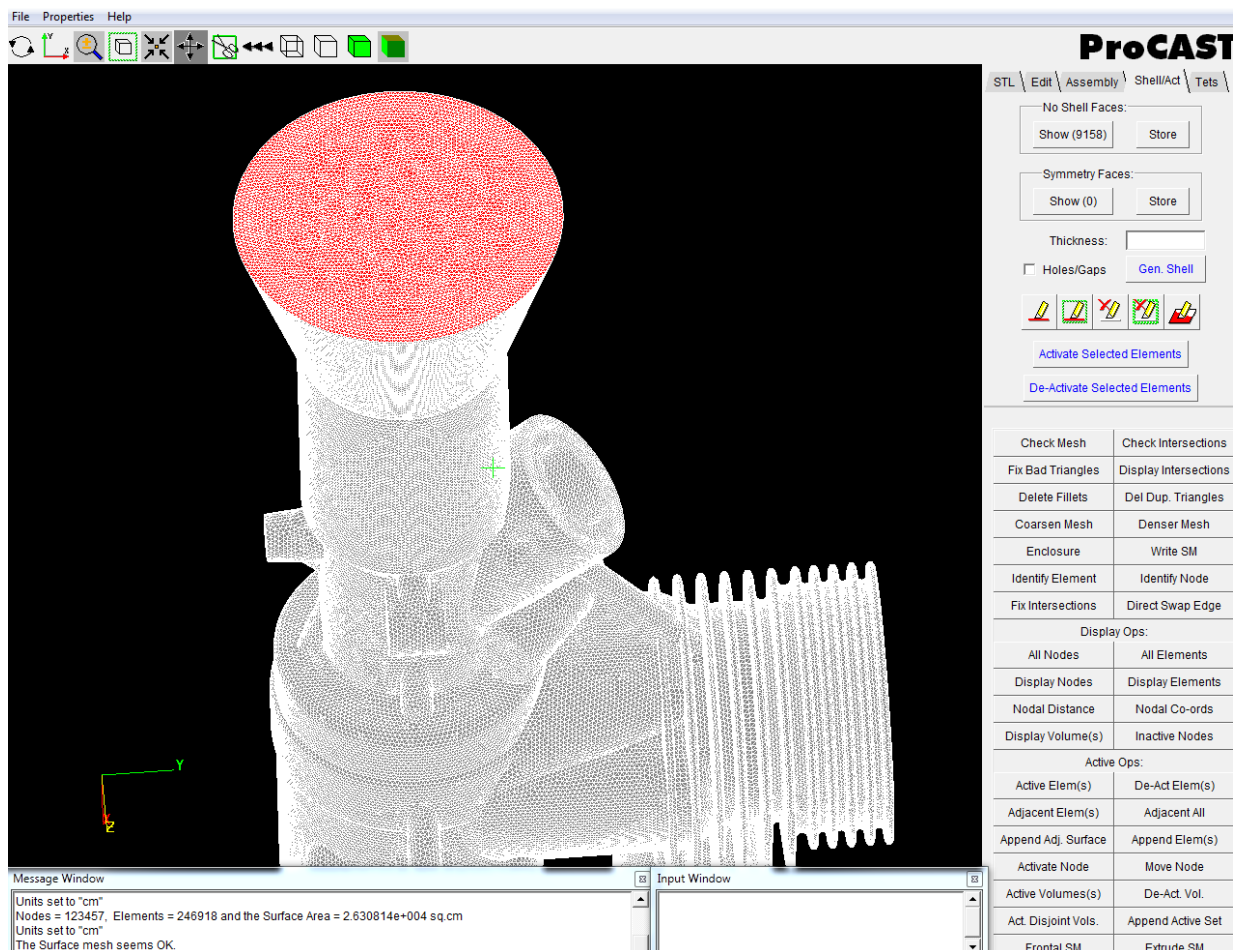 File Properties Help
ProCAST
STL Edit Assembly Shell/Act Tets
No Shell Faces:
Show (9158) Store
Symmetry Faces:
Show (0) Store
Thickness:
Holes/Gaps Gen. Shell
Activate Selected Elements
De-Activate Selected Elements
Check Mesh Check Intersections
Fix Bad Triangles Display Intersections
Delete Fillets Del Dup. Triangles
Coarsen Mesh Denser Mesh
Enclosure Write SM
Identify Element Identify Node
Fix Intersections Direct Swap Edge
Display Ops:
All Nodes All Elements
Display Nodes Display Elements
Nodal Distance Nodal Co-ords
Display Volume(s) Inactive Nodes
Active Ops:
Active Elem(s) De-Act Elem(s)
Adjacent Elem(s) Adjacent All
Append Adj. Surface Append Elem(s)
Activate Node Move Node
Active Volumes(s) De-Act. Vol.
Act. Disjoint Vols. Append Active Set
Frontal SM Extrude SM
Y
Z
Message Window
Units set to "cm"
Nodes = 123457, Elements = 246918 and the Surface Area = 2.630814e+004 sq.cm
Units set to "cm"
The Surface mesh seems OK.
Input Window